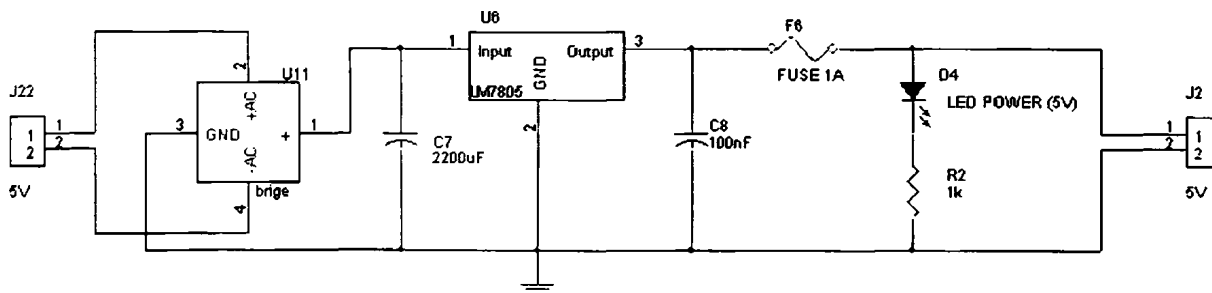 J22
1
2
1
2
5V
2
U11
+AC
3
GND
+
1
-AC
brige
4
C7
2200uF
U6
1
Input
Output
3
GND
LM7805
2
C8
100nF
F6
FUSE 1A
D4
LED POWER (5V)
R2
1k
J2
1
2
1
2
5V